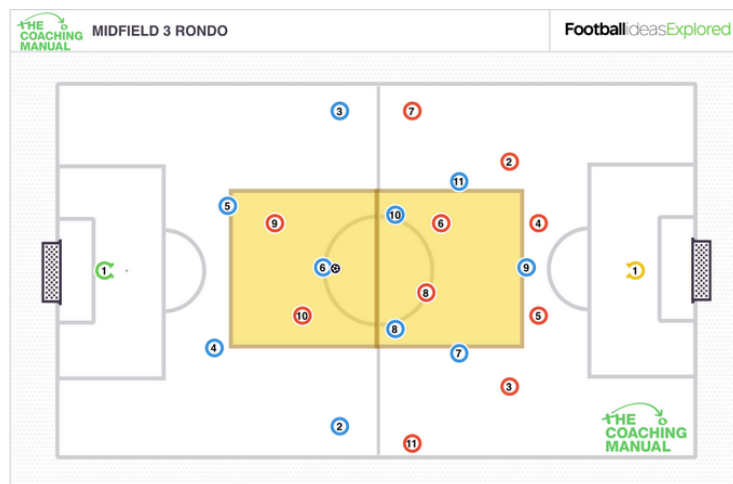 THE
COACHING
MANUAL
MIDFIELD 3 RONDO
FootballideasExplored
3
7
2
11
5
10
9
6
4
1
6
9
1
8
10
5
8
4
7
3
2
11
THE
COACHING
MANUAL